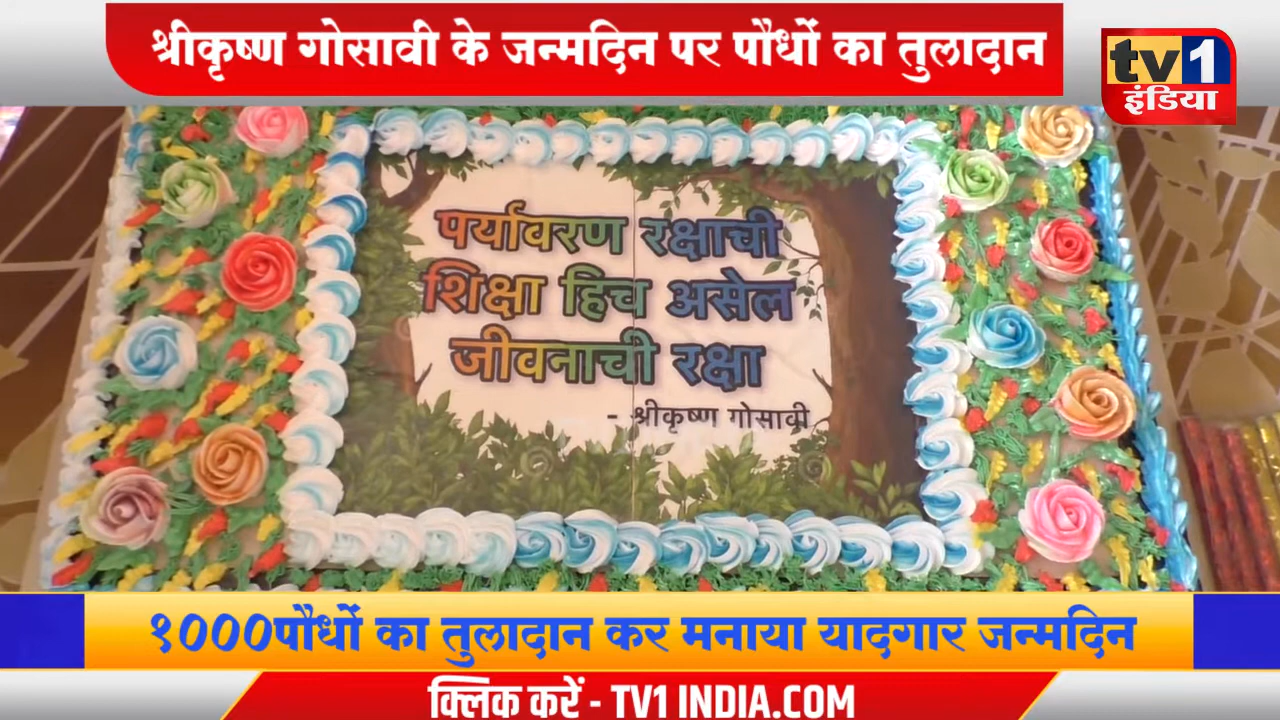 श्रीकृष्ण गोसावी के जन्मदिन पर पौधों का तुलादान
tv1
इंडिया
पर्यावरण रक्षाची
शिक्षा हिच असेल
जीवनाची रक्षा
- श्रीकृष्ण गोसावी
१000पौधों का तुलादान कर मनाया यादगार जन्मदिन
क्लिक करें - TV1 INDIA.COM